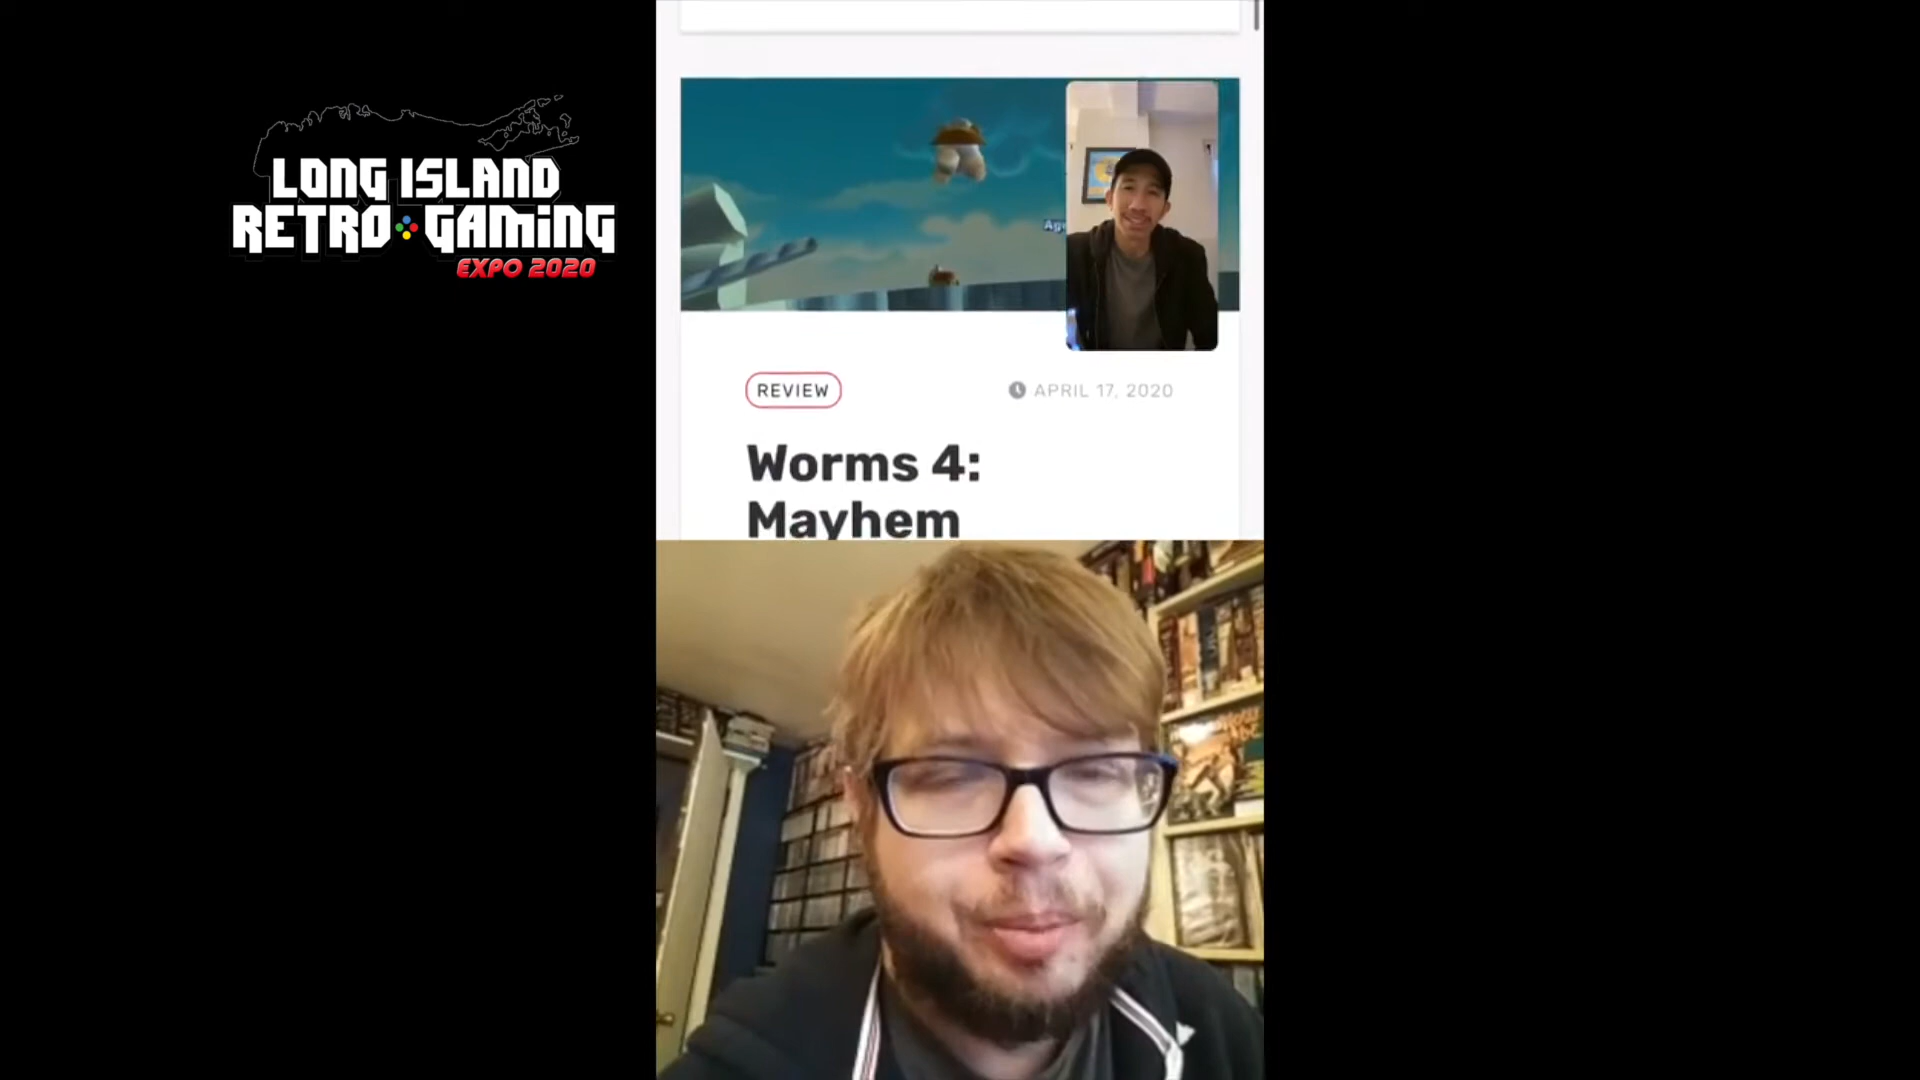 LONG ISLAND
RETRO GAMING
EXPO 2020
REVIEW
APRIL 17, 2020
Worms 4:
Mayhem